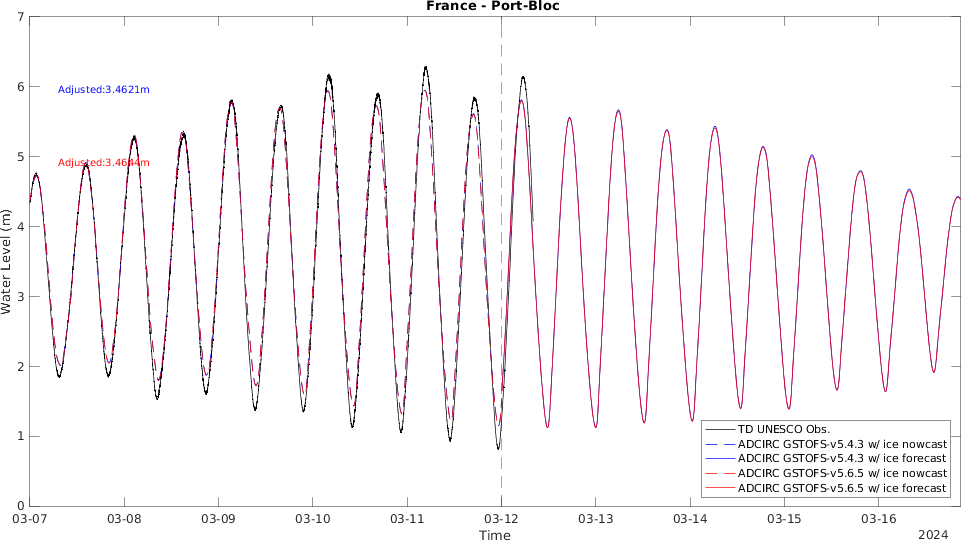 France - Port-Bloc
7
6
5
4
3
2
1
0
Water Level (m)
Adjusted:3.4621m
Adjusted:3.4644m
TD UNESCO Obs.
ADCIRC GSTOFS-v5.4.3 w/ ice nowcast
ADCIRC GSTOFS-v5.4.3 w/ ice forecast
ADCIRC GSTOFS-v5.6.5 w/ ice nowcast
ADCIRC GSTOFS-v5.6.5 w/ ice forecast
03-07 03-08 03-09 03-10 03-11 03-12 03-13 03-14 03-15 03-16
Time
2024